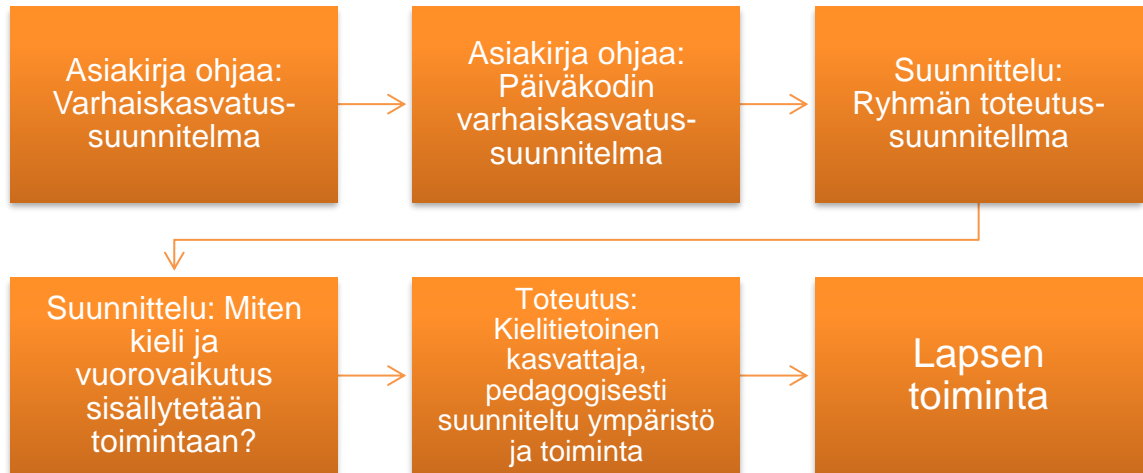 Asiakirja ohjaa:
Varhaiskasvatus-
suunnitelma
Asiakirja ohjaa:
Päiväkodin
varhaiskasvatus-
suunnitelma
Suunnittelu:
Ryhmän toteutus-
suunnitellma
Suunnittelu: Miten
kieli ja
vuorovaikutus
sisällytetään
toimintaan?
Toteutus:
Kielitietoinen
kasvattaja,
pedagogisesti
suunniteltu ympäristö
ja toiminta
Lapsen
toiminta